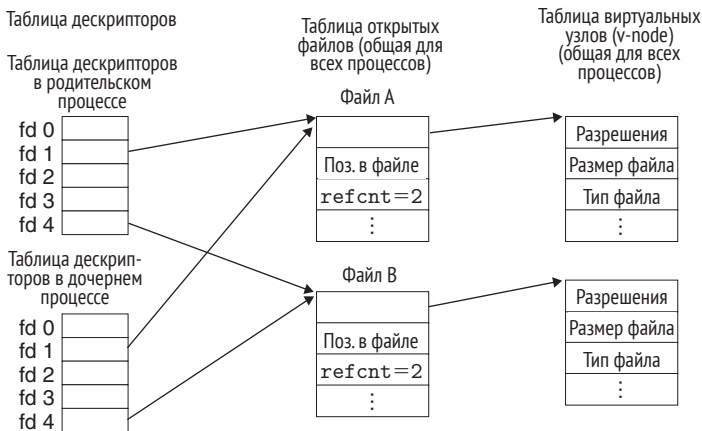 Таблица дескрипторов
Таблица дескрипторов
в родительском
процессе
fd 0
fd 1
fd 2
fd 3
fd 4
Таблица дескрип-
торов в дочернем
процессе
fd 0
fd 1
fd 2
fd 3
fd 4
Таблица открытых
файлов (общая для
всех процессов)
Файл A
Поз. в файле
refcnt=2
⋮
Файл B
Поз. в файле
refcnt=2
⋮
Таблица виртуальных
узлов (v-node)
(общая для всех
процессов)
Разрешения
Размер файла
Тип файла
⋮
Разрешения
Размер файла
Тип файла
⋮